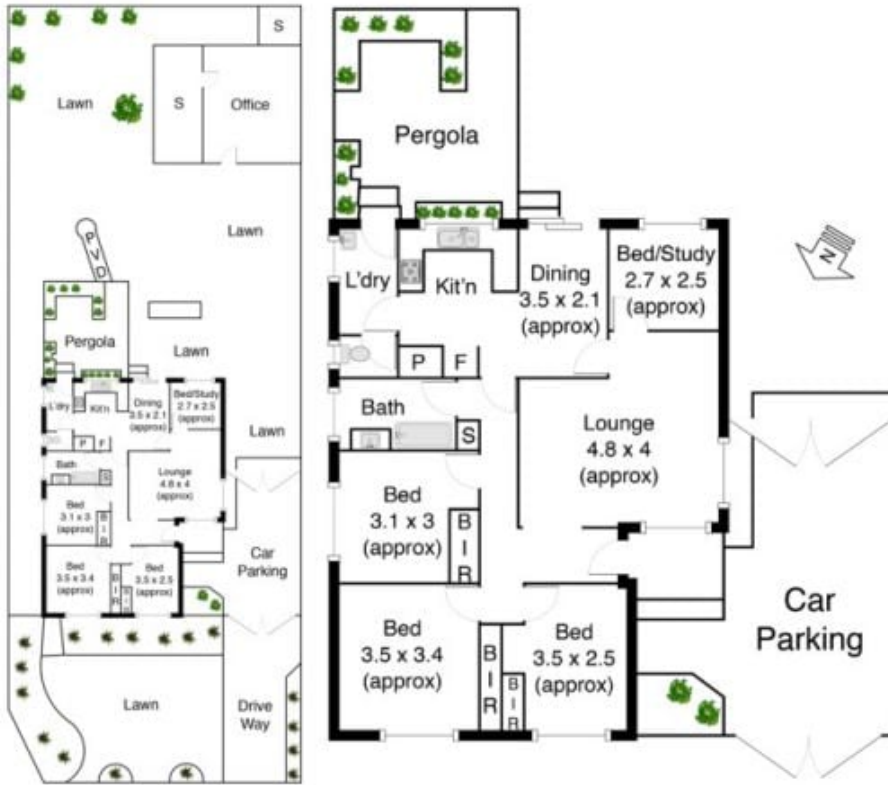 S
Lawn
S
Office
Lawn
PVD
Pergola
Lawn
L'dry
Kit'n
Dining
3.5 x 2.1
(approx)
Bed/Study
2.7 x 2.5
(approx)
P
F
Lawn
Bath
S
Lounge
4.8 x 4
(approx)
Bed
3.1 x 3
(approx)
BIR
Car
Parking
Bed
3.5 x 3.4
(approx)
BIR
Bed
3.5 x 2.5
(approx)
Lawn
Drive
Way
Pergola
N
L'dry
Kit'n
Dining
3.5 x 2.1
(approx)
Bed/Study
2.7 x 2.5
(approx)
P
F
Bath
S
Lounge
4.8 x 4
(approx)
Bed
3.1 x 3
(approx)
BIR
Car
Parking
Bed
3.5 x 3.4
(approx)
BIR
BIR
Bed
3.5 x 2.5
(approx)